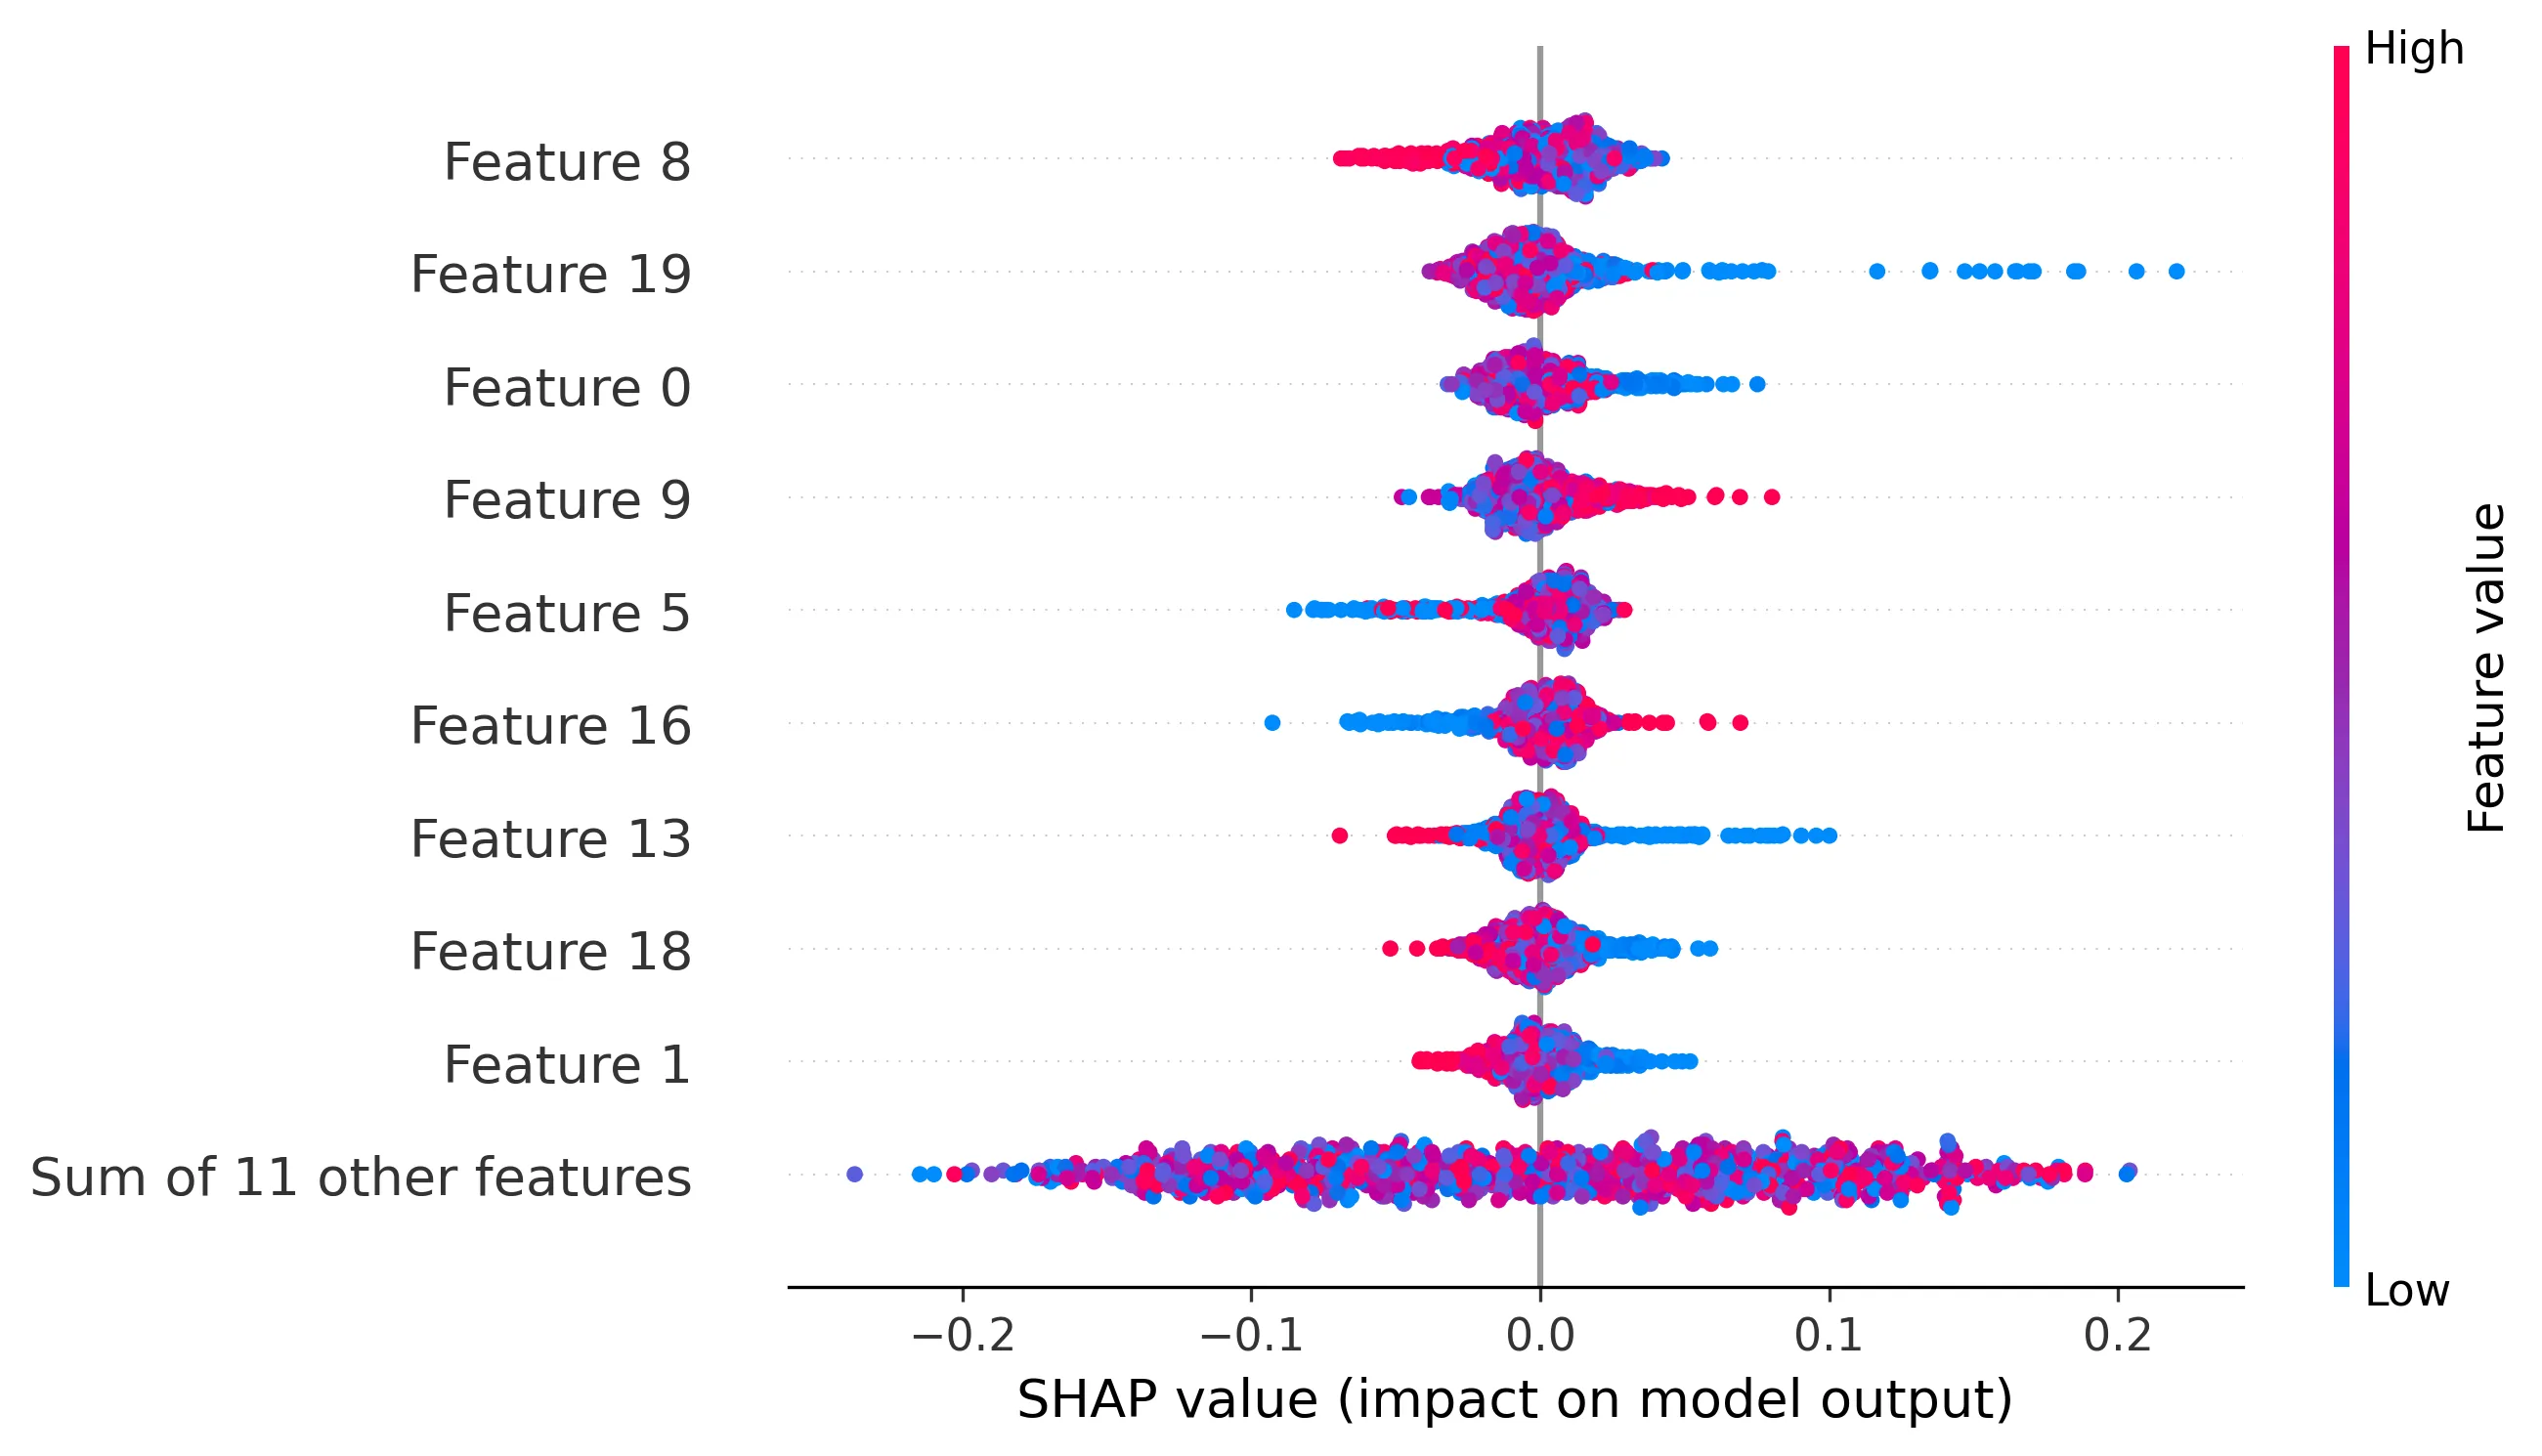 High
Feature 8
Feature 19
Feature 0
Feature 9
Feature 5
Feature 16
Feature 13
Feature 18
Feature 1
Sum of 11 other features
Feature value
Low
−0.2 −0.1 0.0 0.1 0.2
SHAP value (impact on model output)